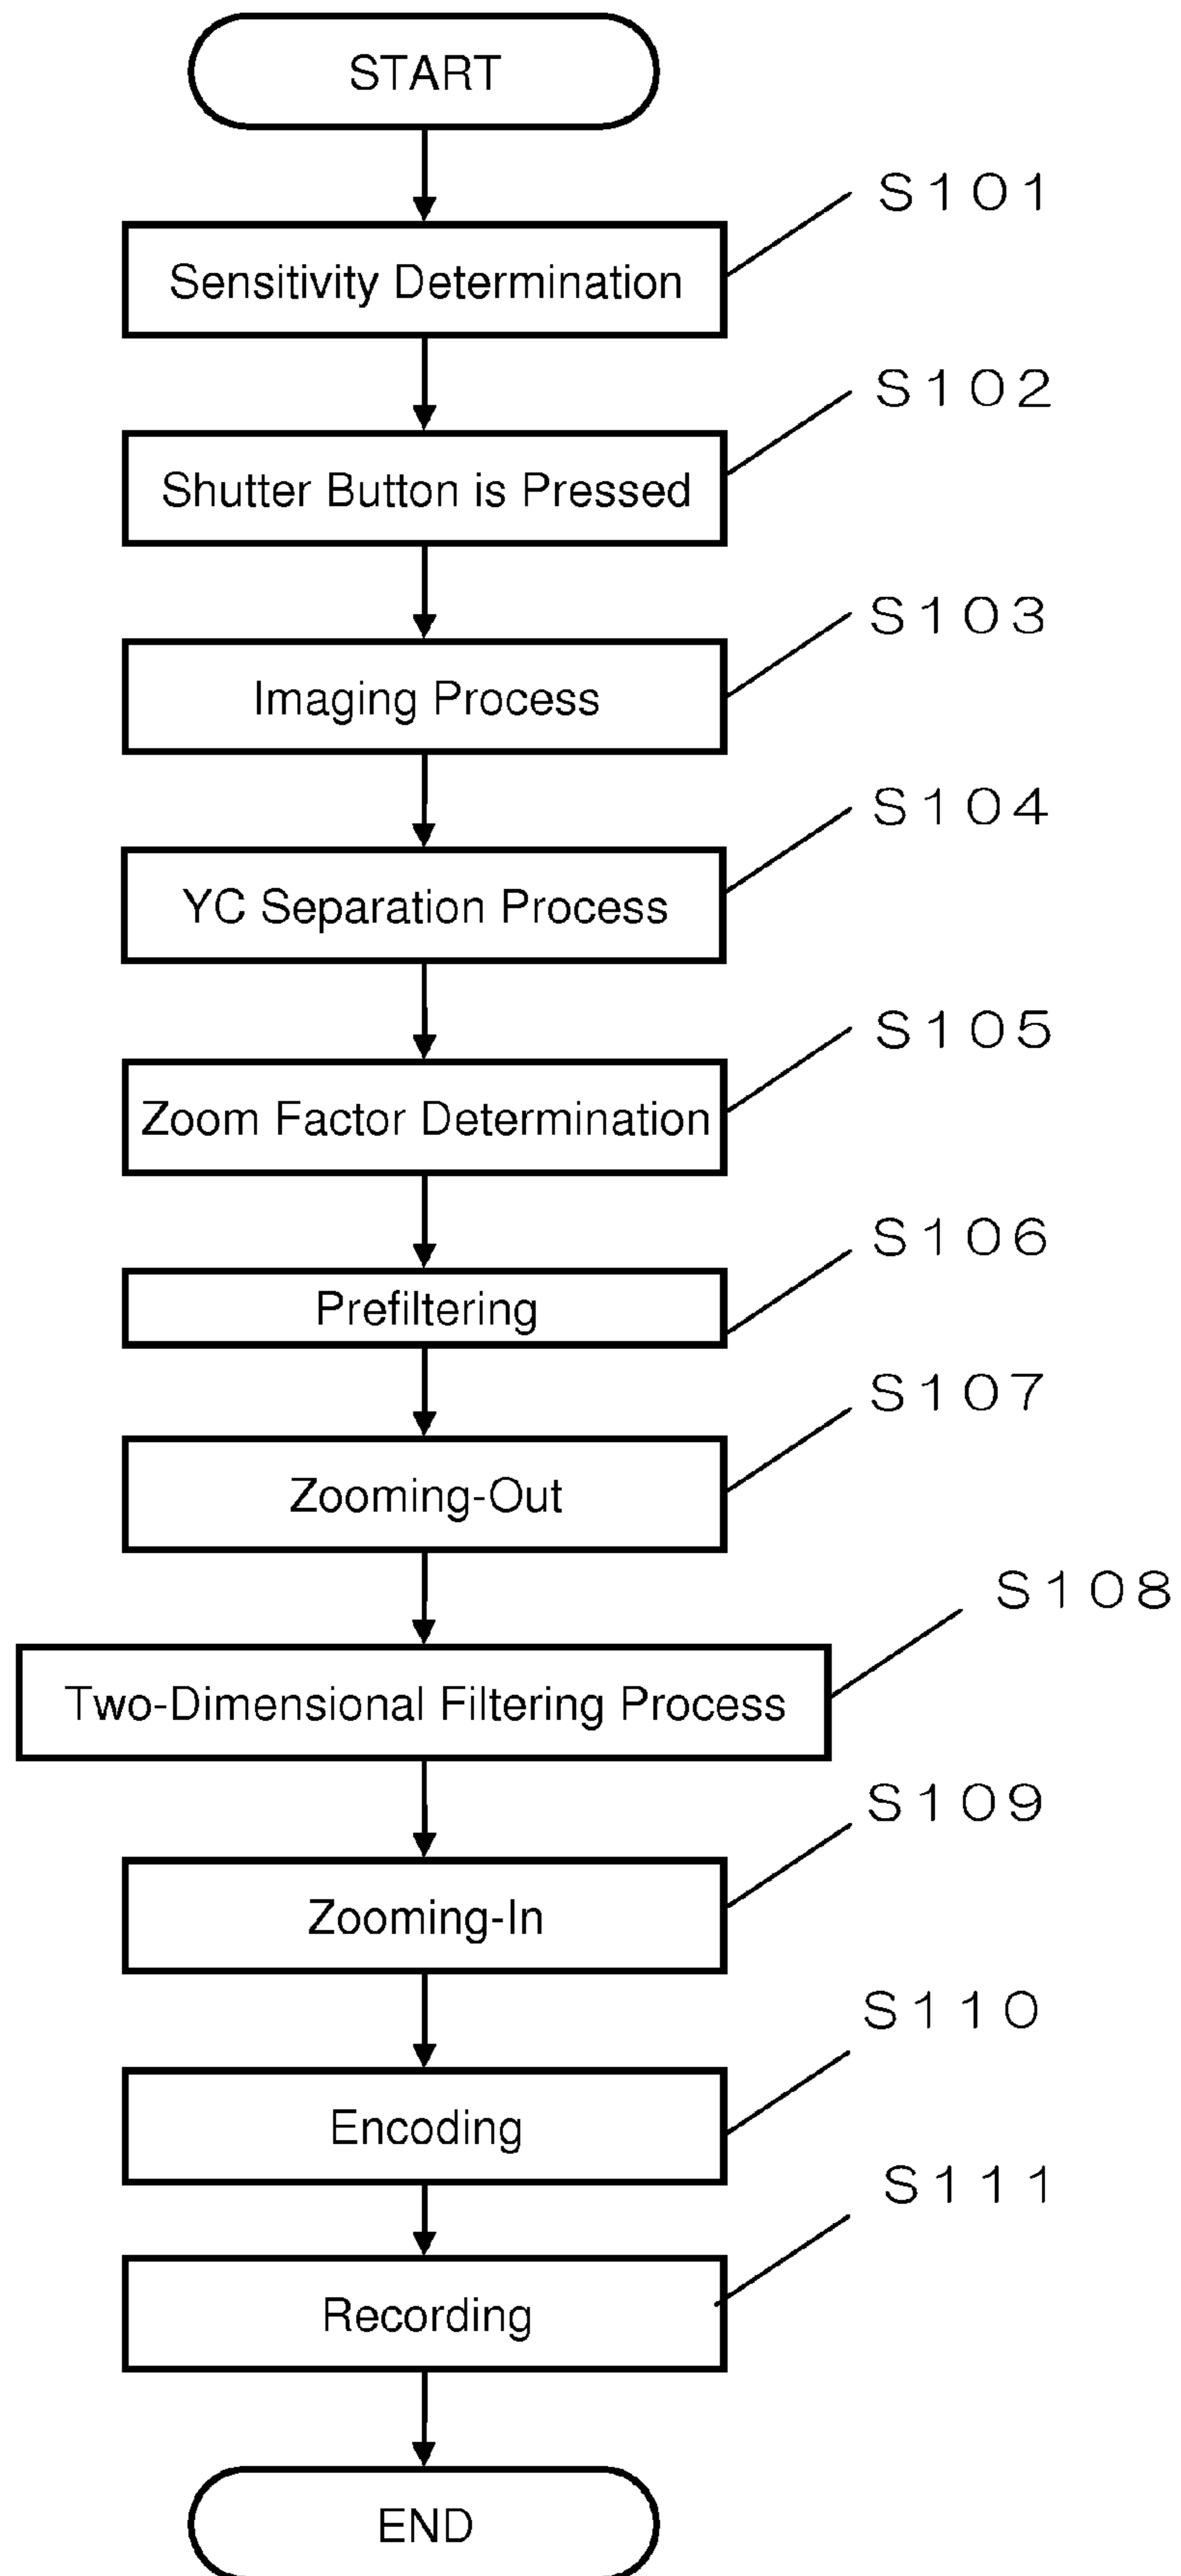 START
S101
Sensitivity Determination
S102
Shutter Button is Pressed
S103
Imaging Process
S104
YC Separation Process
S105
Zoom Factor Determination
S106
Prefiltering
S107
Zooming-Out
S108
Two-Dimensional Filtering Process
S109
Zooming-In
S110
Encoding
S111
Recording
END